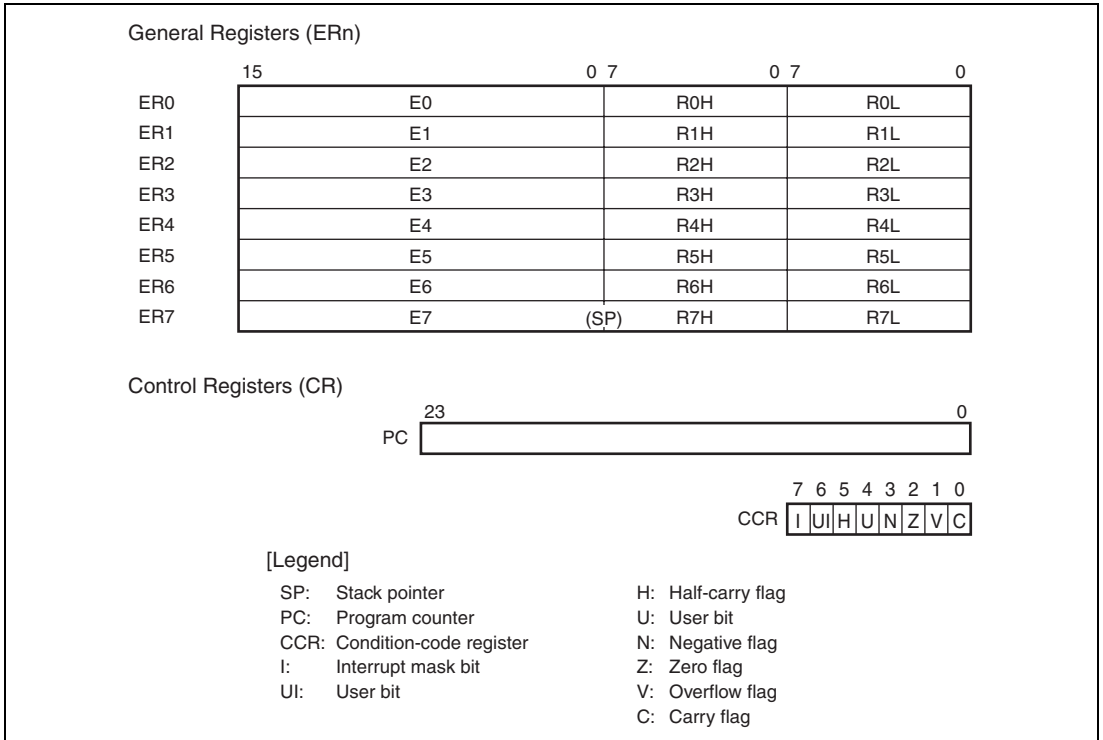 General Registers (ERn)
15 0 7 0 7 0
ER0 E0 R0H R0L
ER1 E1 R1H R1L
ER2 E2 R2H R2L
ER3 E3 R3H R3L
ER4 E4 R4H R4L
ER5 E5 R5H R5L
ER6 E6 R6H R6L
ER7 E7 (SP) R7H R7L
Control Registers (CR)
23 0
PC
7 6 5 4 3 2 1 0
CCR I UI H U N Z V C
[Legend]
SP: Stack pointer
PC: Program counter
CCR: Condition-code register
I: Interrupt mask bit
UI: User bit
H: Half-carry flag
U: User bit
N: Negative flag
Z: Zero flag
V: Overflow flag
C: Carry flag